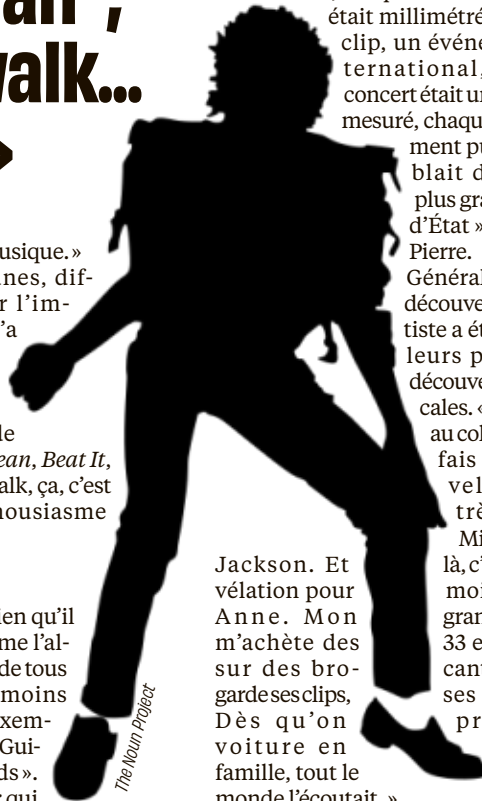 an",
walk...
usique. »
nes, dif-
r l'im-
'a
le
ean, Beat It,
alk, ça, c'est
housiasme
ien qu'il
me l'al-
de tous
moins
xem-
Gui-
ds ».
qui
The Noun Project
Jackson. Et
vélation pour
Anne. Mon
m'achète des
sur des bro-
garde ses clips,
Dès qu'on
voiture en
famille, tout le
monde l'écoutait. »
était millimétré
clip, un événe
ternational,
concert était un
mesuré, chaqu
ment pu
blait d
plus gra
d'État »
Pierre.
Général
découve
tiste a ét
leurs p
découve
cales. «
au col
fais
vel
trè
Mi
là, c'
moi
gran
33 e
can
ses
pr